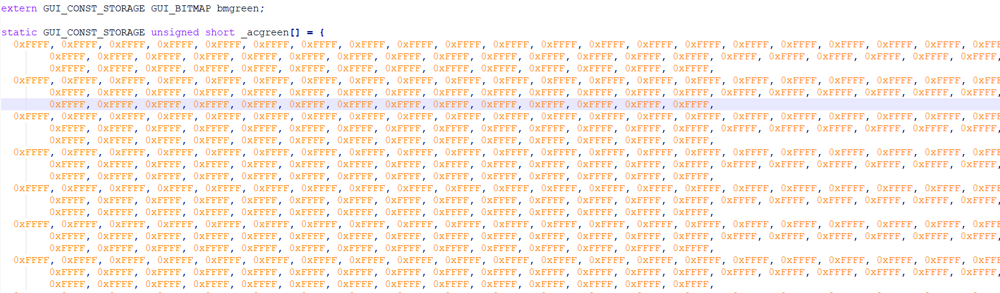 extern GUI_CONST_STORAGE GUI_BITMAP bmgreen;
static GUI_CONST_STORAGE unsigned short _acgreen[] = {
0xFFFF, 0xFFFF, 0xFFFF, 0xFFFF, 0xFFFF, 0xFFFF, 0xFFFF, 0xFFFF, 0xFFFF, 0xFFFF, 0xFFFF, 0xFFFF, 0xFFFF, 0xFFFF, 0xFFFF, 0xFFFF, 0xFFFF, 0xFFFF, 0xFFFF, 0xFFFF, 0xFFF
0xFFFF, 0xFFFF, 0xFFFF, 0xFFFF, 0xFFFF, 0xFFFF, 0xFFFF, 0xFFFF, 0xFFFF, 0xFFFF, 0xFFFF, 0xFFFF, 0xFFFF, 0xFFFF, 0xFFFF, 0xFFFF, 0xFFFF, 0xFFFF, 0xFFFF, 0xFFFF,
0xFFFF, 0xFFFF, 0xFFFF, 0xFFFF, 0xFFFF, 0xFFFF, 0xFFFF, 0xFFFF, 0xFFFF, 0xFFFF, 0xFFFF, 0xFFFF, 0xFFFF, 0xFFFF,
0xFFFF, 0xFFFF, 0xFFFF, 0xFFFF, 0xFFFF, 0xFFFF, 0xFFFF, 0xFFFF, 0xFFFF, 0xFFFF, 0xFFFF, 0xFFFF, 0xFFFF, 0xFFFF, 0xFFFF, 0xFFFF, 0xFFFF, 0xFFFF, 0xFFFF, 0xFFFF, 0xFFF
0xFFFF, 0xFFFF, 0xFFFF, 0xFFFF, 0xFFFF, 0xFFFF, 0xFFFF, 0xFFFF, 0xFFFF, 0xFFFF, 0xFFFF, 0xFFFF, 0xFFFF, 0xFFFF, 0xFFFF, 0xFFFF, 0xFFFF, 0xFFFF, 0xFFFF, 0xFFFF,
0xFFFF, 0xFFFF, 0xFFFF, 0xFFFF, 0xFFFF, 0xFFFF, 0xFFFF, 0xFFFF, 0xFFFF, 0xFFFF, 0xFFFF, 0xFFFF, 0xFFFF, 0xFFFF,
0xFFFF, 0xFFFF, 0xFFFF, 0xFFFF, 0xFFFF, 0xFFFF, 0xFFFF, 0xFFFF, 0xFFFF, 0xFFFF, 0xFFFF, 0xFFFF, 0xFFFF, 0xFFFF, 0xFFFF, 0xFFFF, 0xFFFF, 0xFFFF, 0xFFFF, 0xFFFF, 0xFFF
0xFFFF, 0xFFFF, 0xFFFF, 0xFFFF, 0xFFFF, 0xFFFF, 0xFFFF, 0xFFFF, 0xFFFF, 0xFFFF, 0xFFFF, 0xFFFF, 0xFFFF, 0xFFFF, 0xFFFF, 0xFFFF, 0xFFFF, 0xFFFF, 0xFFFF, 0xFFFF,
0xFFFF, 0xFFFF, 0xFFFF, 0xFFFF, 0xFFFF, 0xFFFF, 0xFFFF, 0xFFFF, 0xFFFF, 0xFFFF, 0xFFFF, 0xFFFF, 0xFFFF, 0xFFFF,
0xFFFF, 0xFFFF, 0xFFFF, 0xFFFF, 0xFFFF, 0xFFFF, 0xFFFF, 0xFFFF, 0xFFFF, 0xFFFF, 0xFFFF, 0xFFFF, 0xFFFF, 0xFFFF, 0xFFFF, 0xFFFF, 0xFFFF, 0xFFFF, 0xFFFF, 0xFFFF, 0xFFF
0xFFFF, 0xFFFF, 0xFFFF, 0xFFFF, 0xFFFF, 0xFFFF, 0xFFFF, 0xFFFF, 0xFFFF, 0xFFFF, 0xFFFF, 0xFFFF, 0xFFFF, 0xFFFF, 0xFFFF, 0xFFFF, 0xFFFF, 0xFFFF, 0xFFFF, 0xFFFF,
0xFFFF, 0xFFFF, 0xFFFF, 0xFFFF, 0xFFFF, 0xFFFF, 0xFFFF, 0xFFFF, 0xFFFF, 0xFFFF, 0xFFFF, 0xFFFF, 0xFFFF, 0xFFFF,
0xFFFF, 0xFFFF, 0xFFFF, 0xFFFF, 0xFFFF, 0xFFFF, 0xFFFF, 0xFFFF, 0xFFFF, 0xFFFF, 0xFFFF, 0xFFFF, 0xFFFF, 0xFFFF, 0xFFFF, 0xFFFF, 0xFFFF, 0xFFFF, 0xFFFF, 0xFFFF, 0xFFF
0xFFFF, 0xFFFF, 0xFFFF, 0xFFFF, 0xFFFF, 0xFFFF, 0xFFFF, 0xFFFF, 0xFFFF, 0xFFFF, 0xFFFF, 0xFFFF, 0xFFFF, 0xFFFF, 0xFFFF, 0xFFFF, 0xFFFF, 0xFFFF, 0xFFFF, 0xFFFF,
0xFFFF, 0xFFFF, 0xFFFF, 0xFFFF, 0xFFFF, 0xFFFF, 0xFFFF, 0xFFFF, 0xFFFF, 0xFFFF, 0xFFFF, 0xFFFF, 0xFFFF, 0xFFFF,
0xFFFF, 0xFFFF, 0xFFFF, 0xFFFF, 0xFFFF, 0xFFFF, 0xFFFF, 0xFFFF, 0xFFFF, 0xFFFF, 0xFFFF, 0xFFFF, 0xFFFF, 0xFFFF, 0xFFFF, 0xFFFF, 0xFFFF, 0xFFFF, 0xFFFF, 0xFFFF, 0xFFF
0xFFFF, 0xFFFF, 0xFFFF, 0xFFFF, 0xFFFF, 0xFFFF, 0xFFFF, 0xFFFF, 0xFFFF, 0xFFFF, 0xFFFF, 0xFFFF, 0xFFFF, 0xFFFF, 0xFFFF, 0xFFFF, 0xFFFF, 0xFFFF, 0xFFFF, 0xFFFF,
0xFFFF, 0xFFFF, 0xFFFF, 0xFFFF, 0xFFFF, 0xFFFF, 0xFFFF, 0xFFFF, 0xFFFF, 0xFFFF, 0xFFFF, 0xFFFF, 0xFFFF, 0xFFFF,
0xFFFF, 0xFFFF, 0xFFFF, 0xFFFF, 0xFFFF, 0xFFFF, 0xFFFF, 0xFFFF, 0xFFFF, 0xFFFF, 0xFFFF, 0xFFFF, 0xFFFF, 0xFFFF, 0xFFFF, 0xFFFF, 0xFFFF, 0xFFFF, 0xFFFF, 0xFFFF, 0xFFF
0xFFFF, 0xFFFF, 0xFFFF, 0xFFFF, 0xFFFF, 0xFFFF, 0xFFFF, 0xFFFF, 0xFFFF, 0xFFFF, 0xFFFF, 0xFFFF, 0xFFFF, 0xFFFF, 0xFFFF, 0xFFFF, 0xFFFF, 0xFFFF, 0xFFFF, 0xFFFF,
0xFFFF, 0xFFFF, 0xFFFF, 0xFFFF, 0xFFFF, 0xFFFF, 0xFFFF, 0xFFFF, 0xFFFF, 0xFFFF, 0xFFFF, 0xFFFF, 0xFFFF, 0xFFFF,